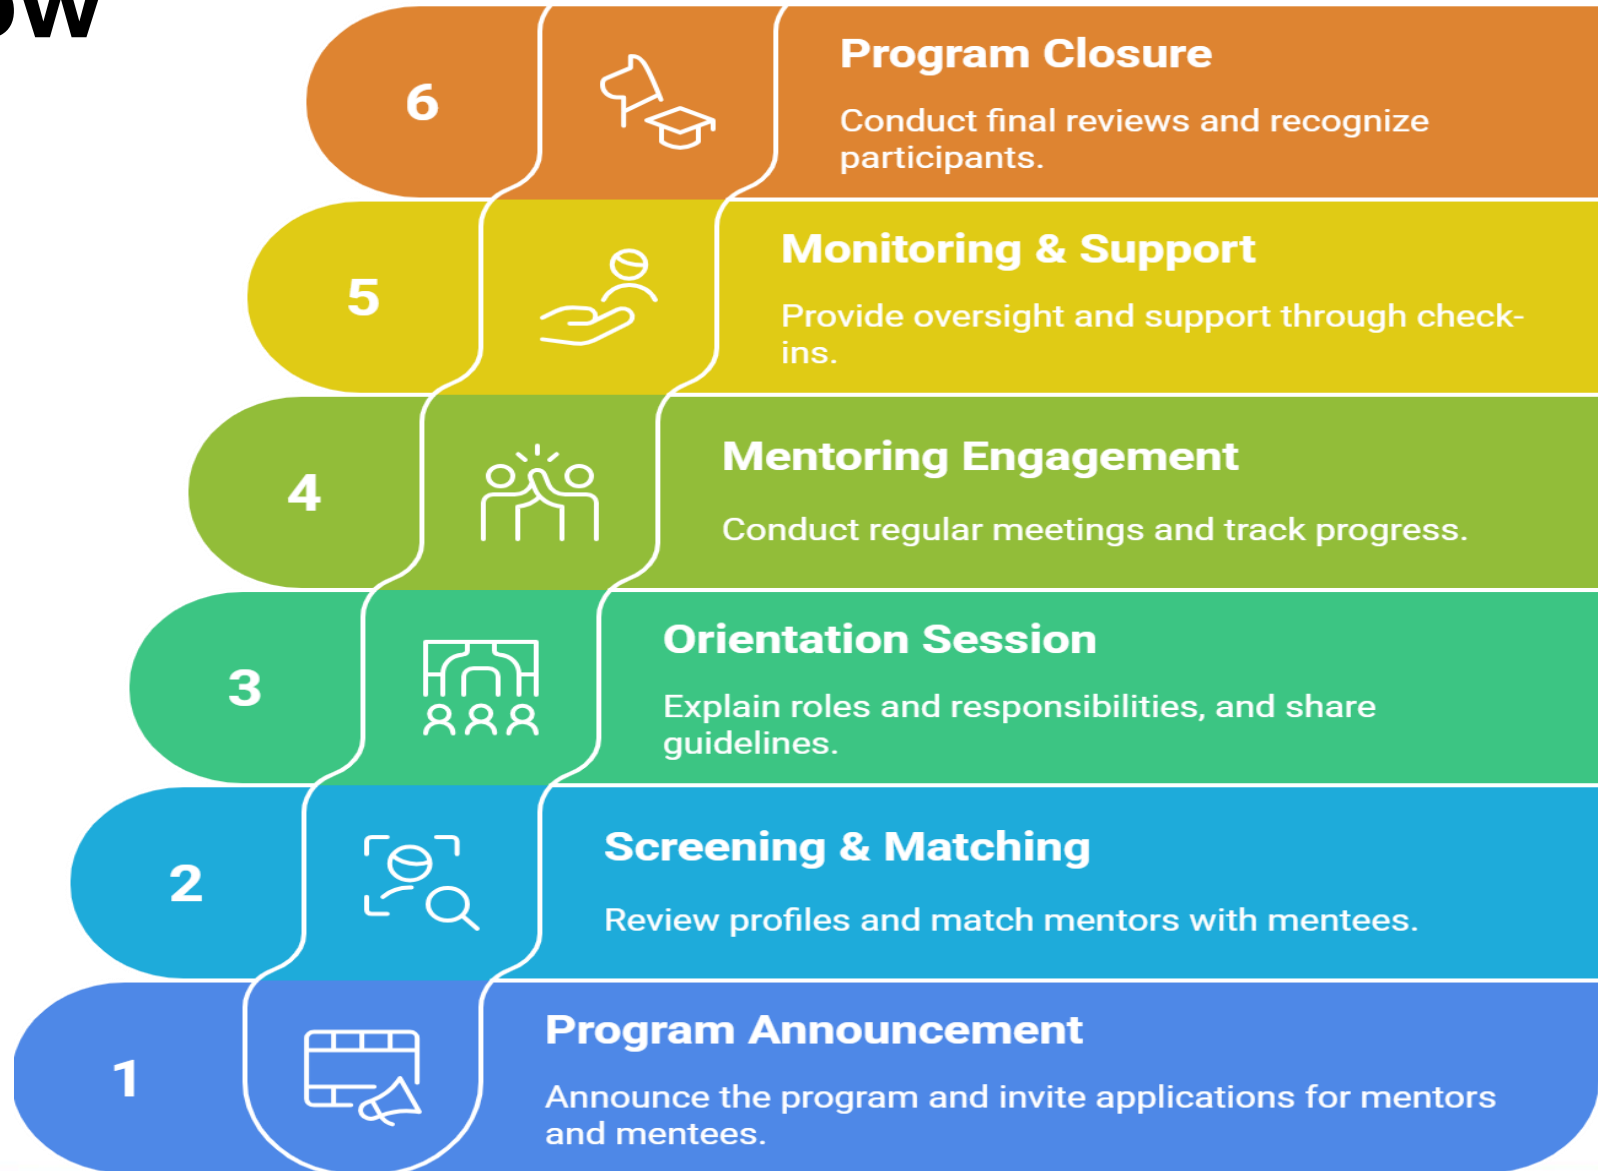 ow
6
Program Closure
Conduct final reviews and recognize
participants.
5
Monitoring & Support
Provide oversight and support through check-
ins.
4
Mentoring Engagement
Conduct regular meetings and track progress.
3
Orientation Session
Explain roles and responsibilities, and share
guidelines.
2
Screening & Matching
Review profiles and match mentors with mentees.
1
Program Announcement
Announce the program and invite applications for mentors
and mentees.